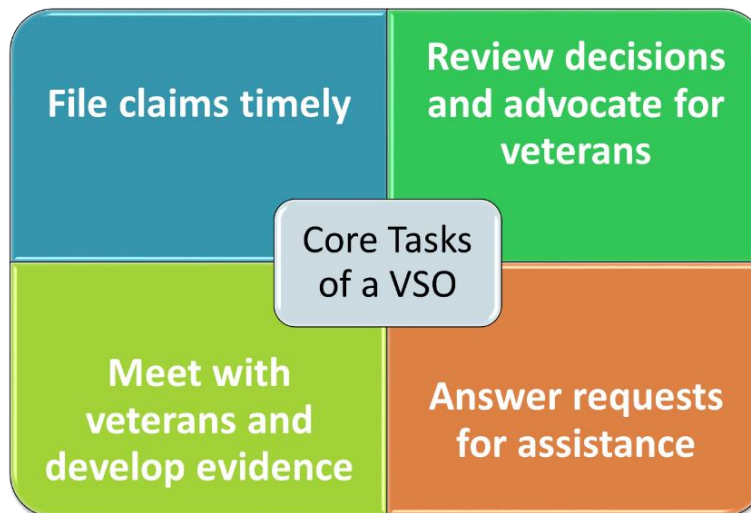 File claims timely
Review decisions
and advocate for
veterans
Core Tasks
of a VSO
Meet with
veterans and
develop evidence
Answer requests
for assistance